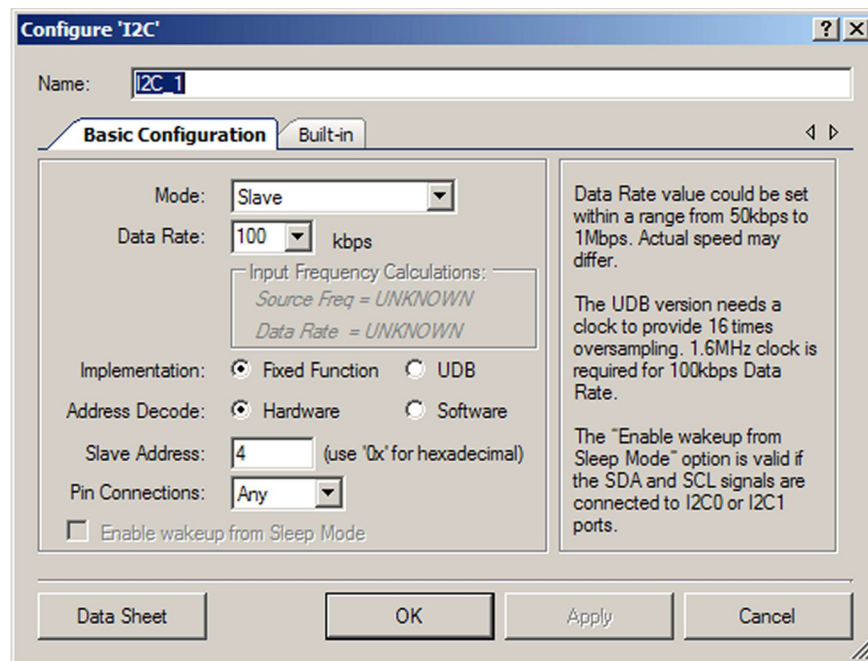 Configure 'I2C'
Name: I2C_1
Basic Configuration Built-in
Mode: Slave
Data Rate: 100 kbps
Input Frequency Calculations:
Source Freq = UNKNOWN
Data Rate = UNKNOWN
Implementation: Fixed Function UDB
Address Decode: Hardware Software
Slave Address: 4 (use '0x' for hexadecimal)
Pin Connections: Any
Enable wakeup from Sleep Mode
Data Rate value could be set
within a range from 50kbps to
1Mbps. Actual speed may
differ.
The UDB version needs a
clock to provide 16 times
oversampling. 1.6MHz clock is
required for 100kbps Data
Rate.
The "Enable wakeup from
Sleep Mode" option is valid if
the SDA and SCL signals are
connected to I2C0 or I2C1
ports.
Data Sheet OK Apply Cancel